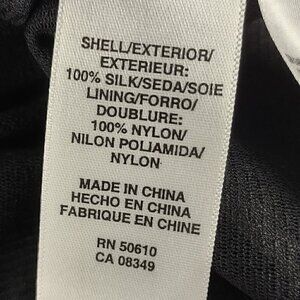 SHELL/EXTERIOR/
EXTERIEUR:
100% SILK/SEDA/SOIE
LINING/FORRO/
DOUBLURE:
100% NYLON/
NILON POLIAMIDA/
NYLON
MADE IN CHINA
HECHO EN CHINA
FABRIQUE EN CHINE
RN 50610
CA 08349